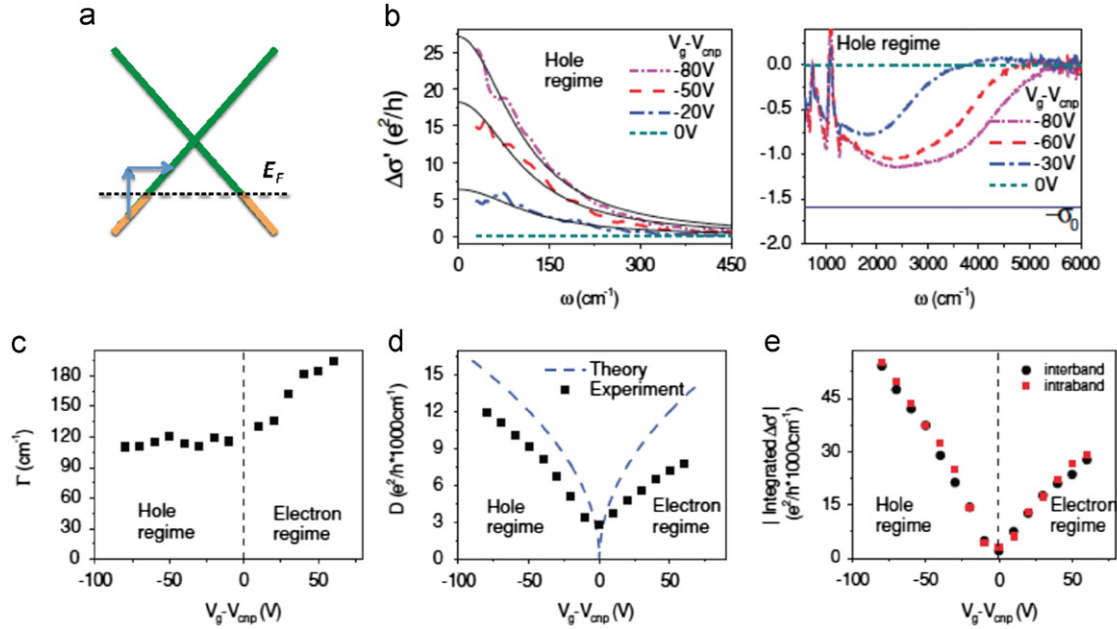 a
E_F
b
Δσ' (e²/h)
25
20
15
10
5
0
Hole
regime
V_g-V_cnp
-80V
-50V
-20V
0V
0
150
300
450
ω (cm⁻¹)
Hole regime
0.0
-0.5
-1.0
-1.5
-2.0
V_g-V_cnp
-80V
-60V
-30V
0V
-σ_0
1000
2000
3000
4000
5000
6000
ω (cm⁻¹)
c
Γ (cm⁻¹)
180
150
120
90
60
30
0
Hole
regime
Electron
regime
-100
-50
0
50
V_g-V_cnp (V)
d
D (e²/h*1000cm⁻¹)
15
12
9
6
3
0
Theory
Experiment
Hole
regime
Electron
regime
-100
-50
0
50
V_g-V_cnp (V)
e
| Integrated Δσ' |
(e²/h*1000cm⁻¹)
45
30
15
0
interband
intraband
Hole
regime
Electron
regime
-100
-50
0
50
V_g-V_cnp (V)